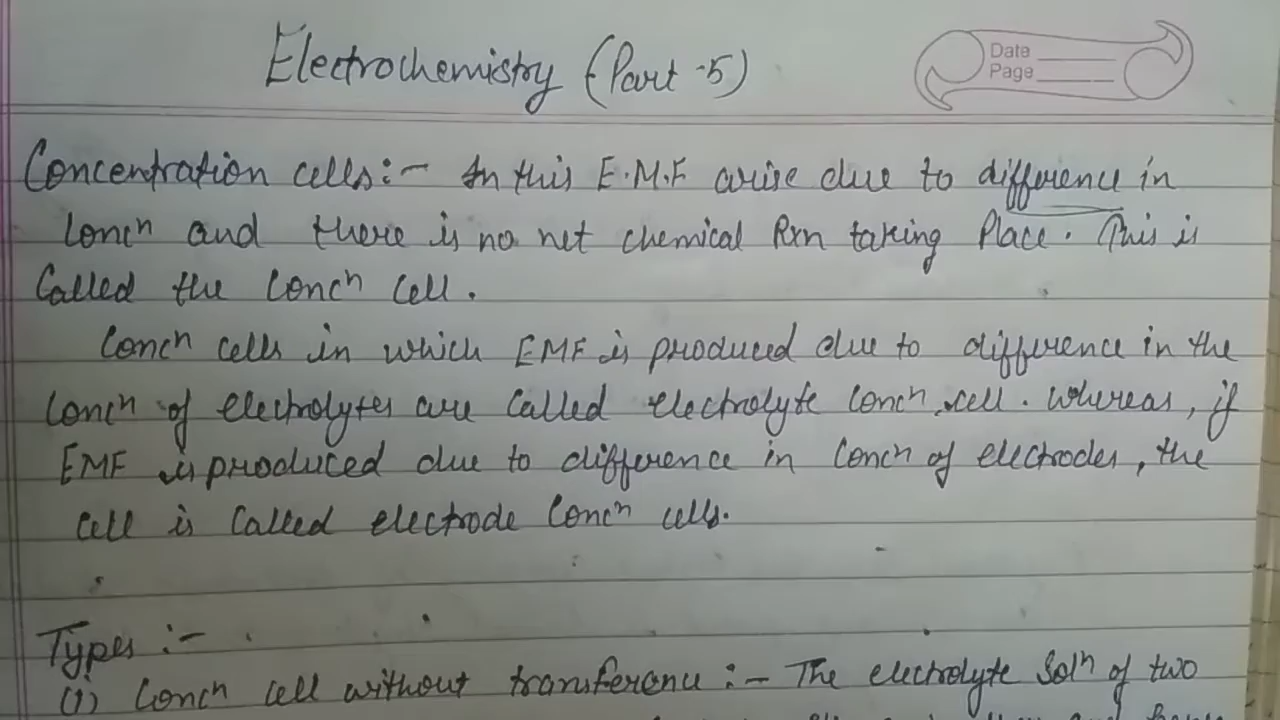 Electrochemistry (Part-5)
Date
Page
Concentration cells:- In this E.M.F arise due to difference in
Concn and there is no net chemical Rxn taking Place. This is
Called the Concn Cell.
Concn cells in which EMF is produced due to difference in the
Concn of electrolytes are Called electrolyte Concn cell. Whereas, if
EMF is produced due to difference in Concn of electrodes, the
cell is Called electrode Concn cells.
Types :-
(1) Concn cell without transference :- The electrolyte Soln of two